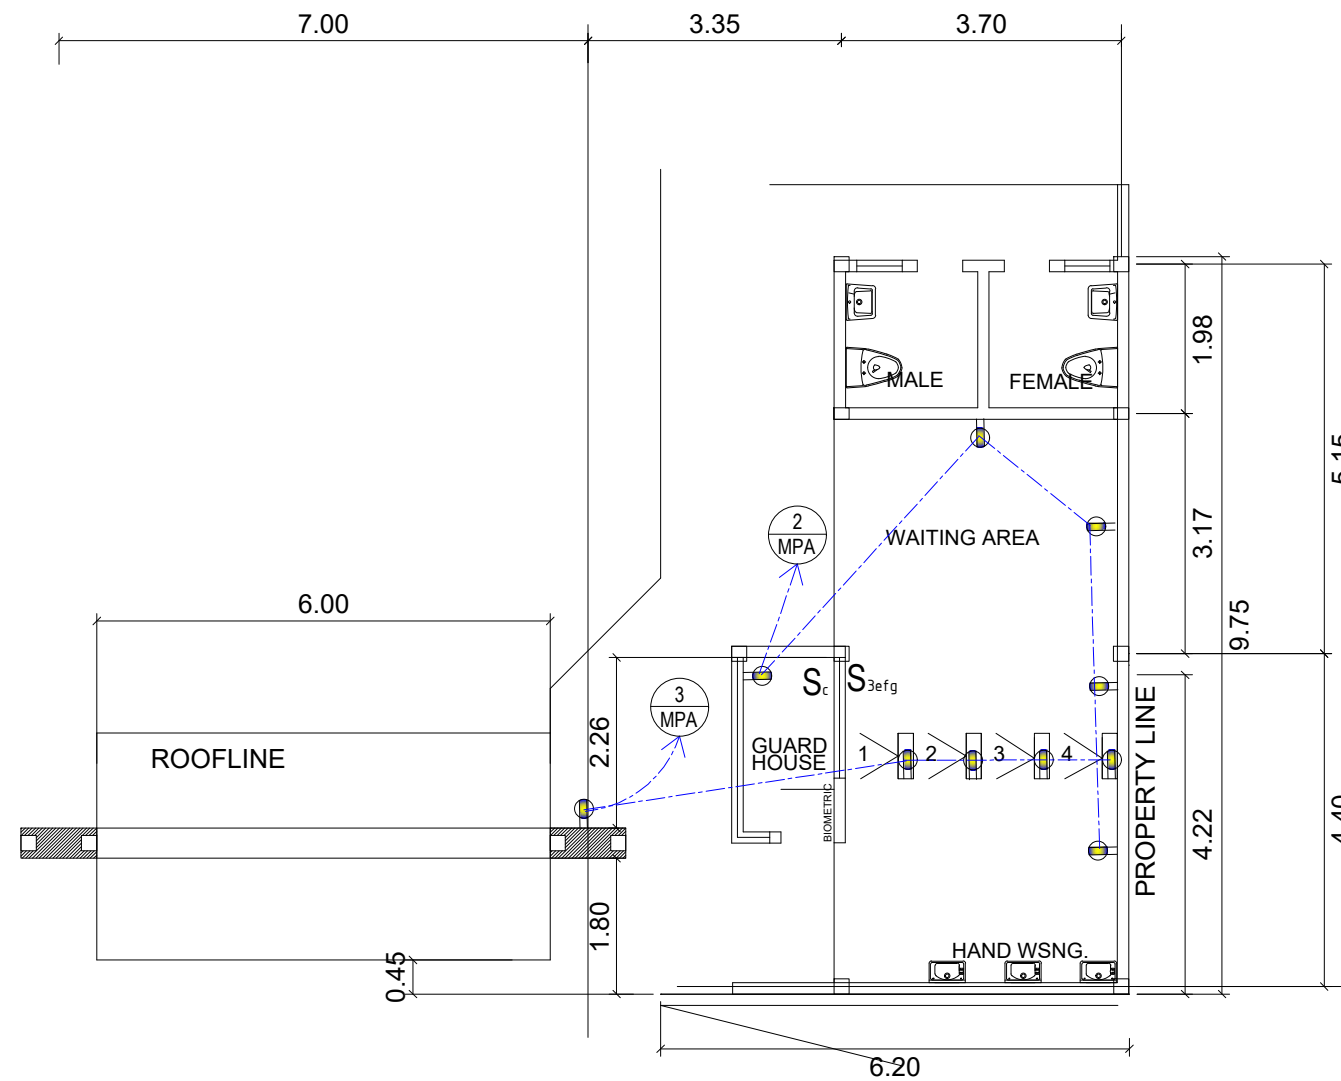 7.00
3.35
3.70
1.98
MALE
FEMALE
5.15
2
MPA
WAITING AREA
3.17
6.00
9.75
3
MPA
Sc
S3efg
2.26
ROOFLINE
GUARD
HOUSE
1
2
3
4
PROPERTY LINE
BIOMETRIC
4.22
4.40
1.80
0.45
HAND WSNG.
6.20